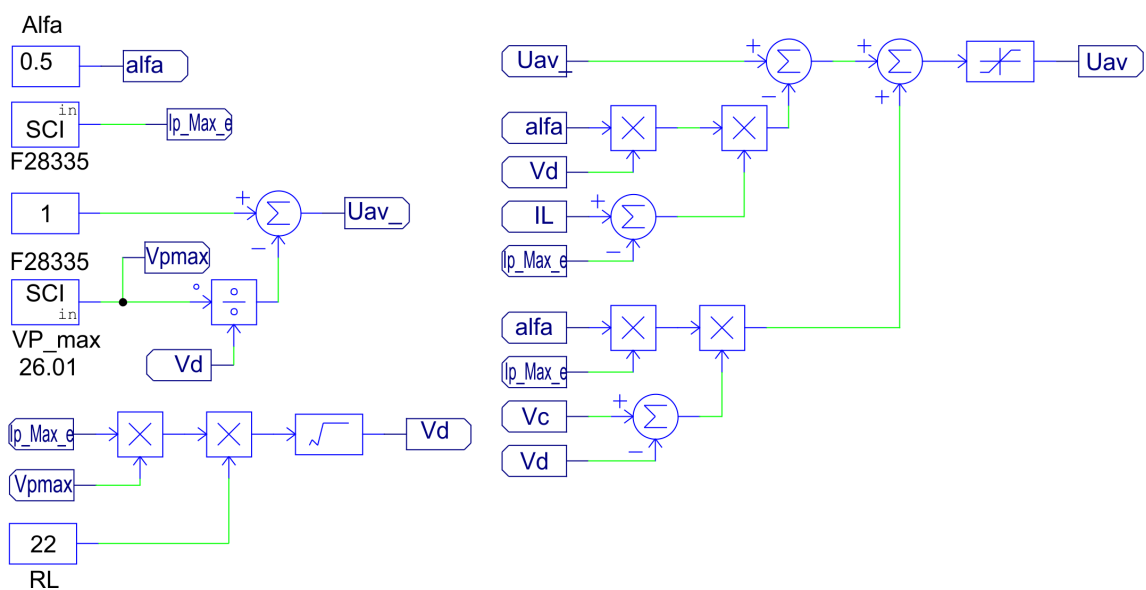 Alfa
0.5
alfa
in
SCI
F28335
Ip_Max_e
1
+
Σ
−
Uav_
F28335
SCI
in
VP_max
26.01
Vpmax
÷
Vd
Ip_Max_e
×
×
√
Vd
Vpmax
22
RL
Uav_
+
Σ
−
+
Σ
+
Uav
alfa
×
×
Vd
IL
+
Σ
−
Ip_Max_e
alfa
×
×
Ip_Max_e
Vc
+
Σ
−
Vd